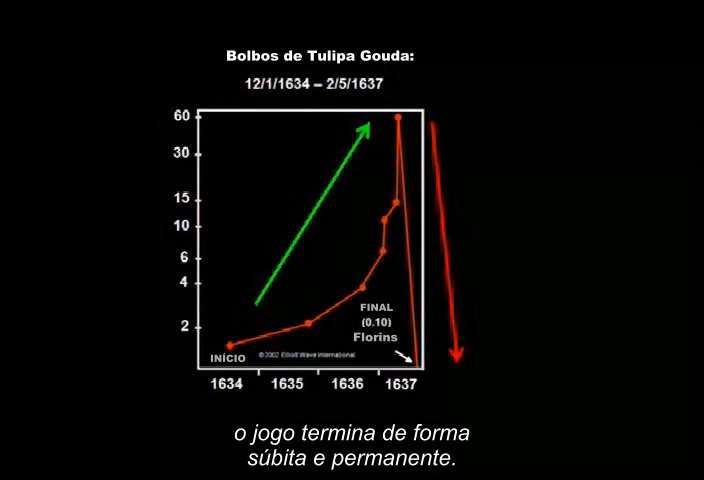 Bolbos de Tulipa Gouda:
12/1/1634 – 2/5/1637
60
30
15
10
6
4
2
INÍCIO
© 2002 Elliott Wave International
FINAL
(0.10)
Florins
1634
1635
1636
1637
o jogo termina de forma
súbita e permanente.